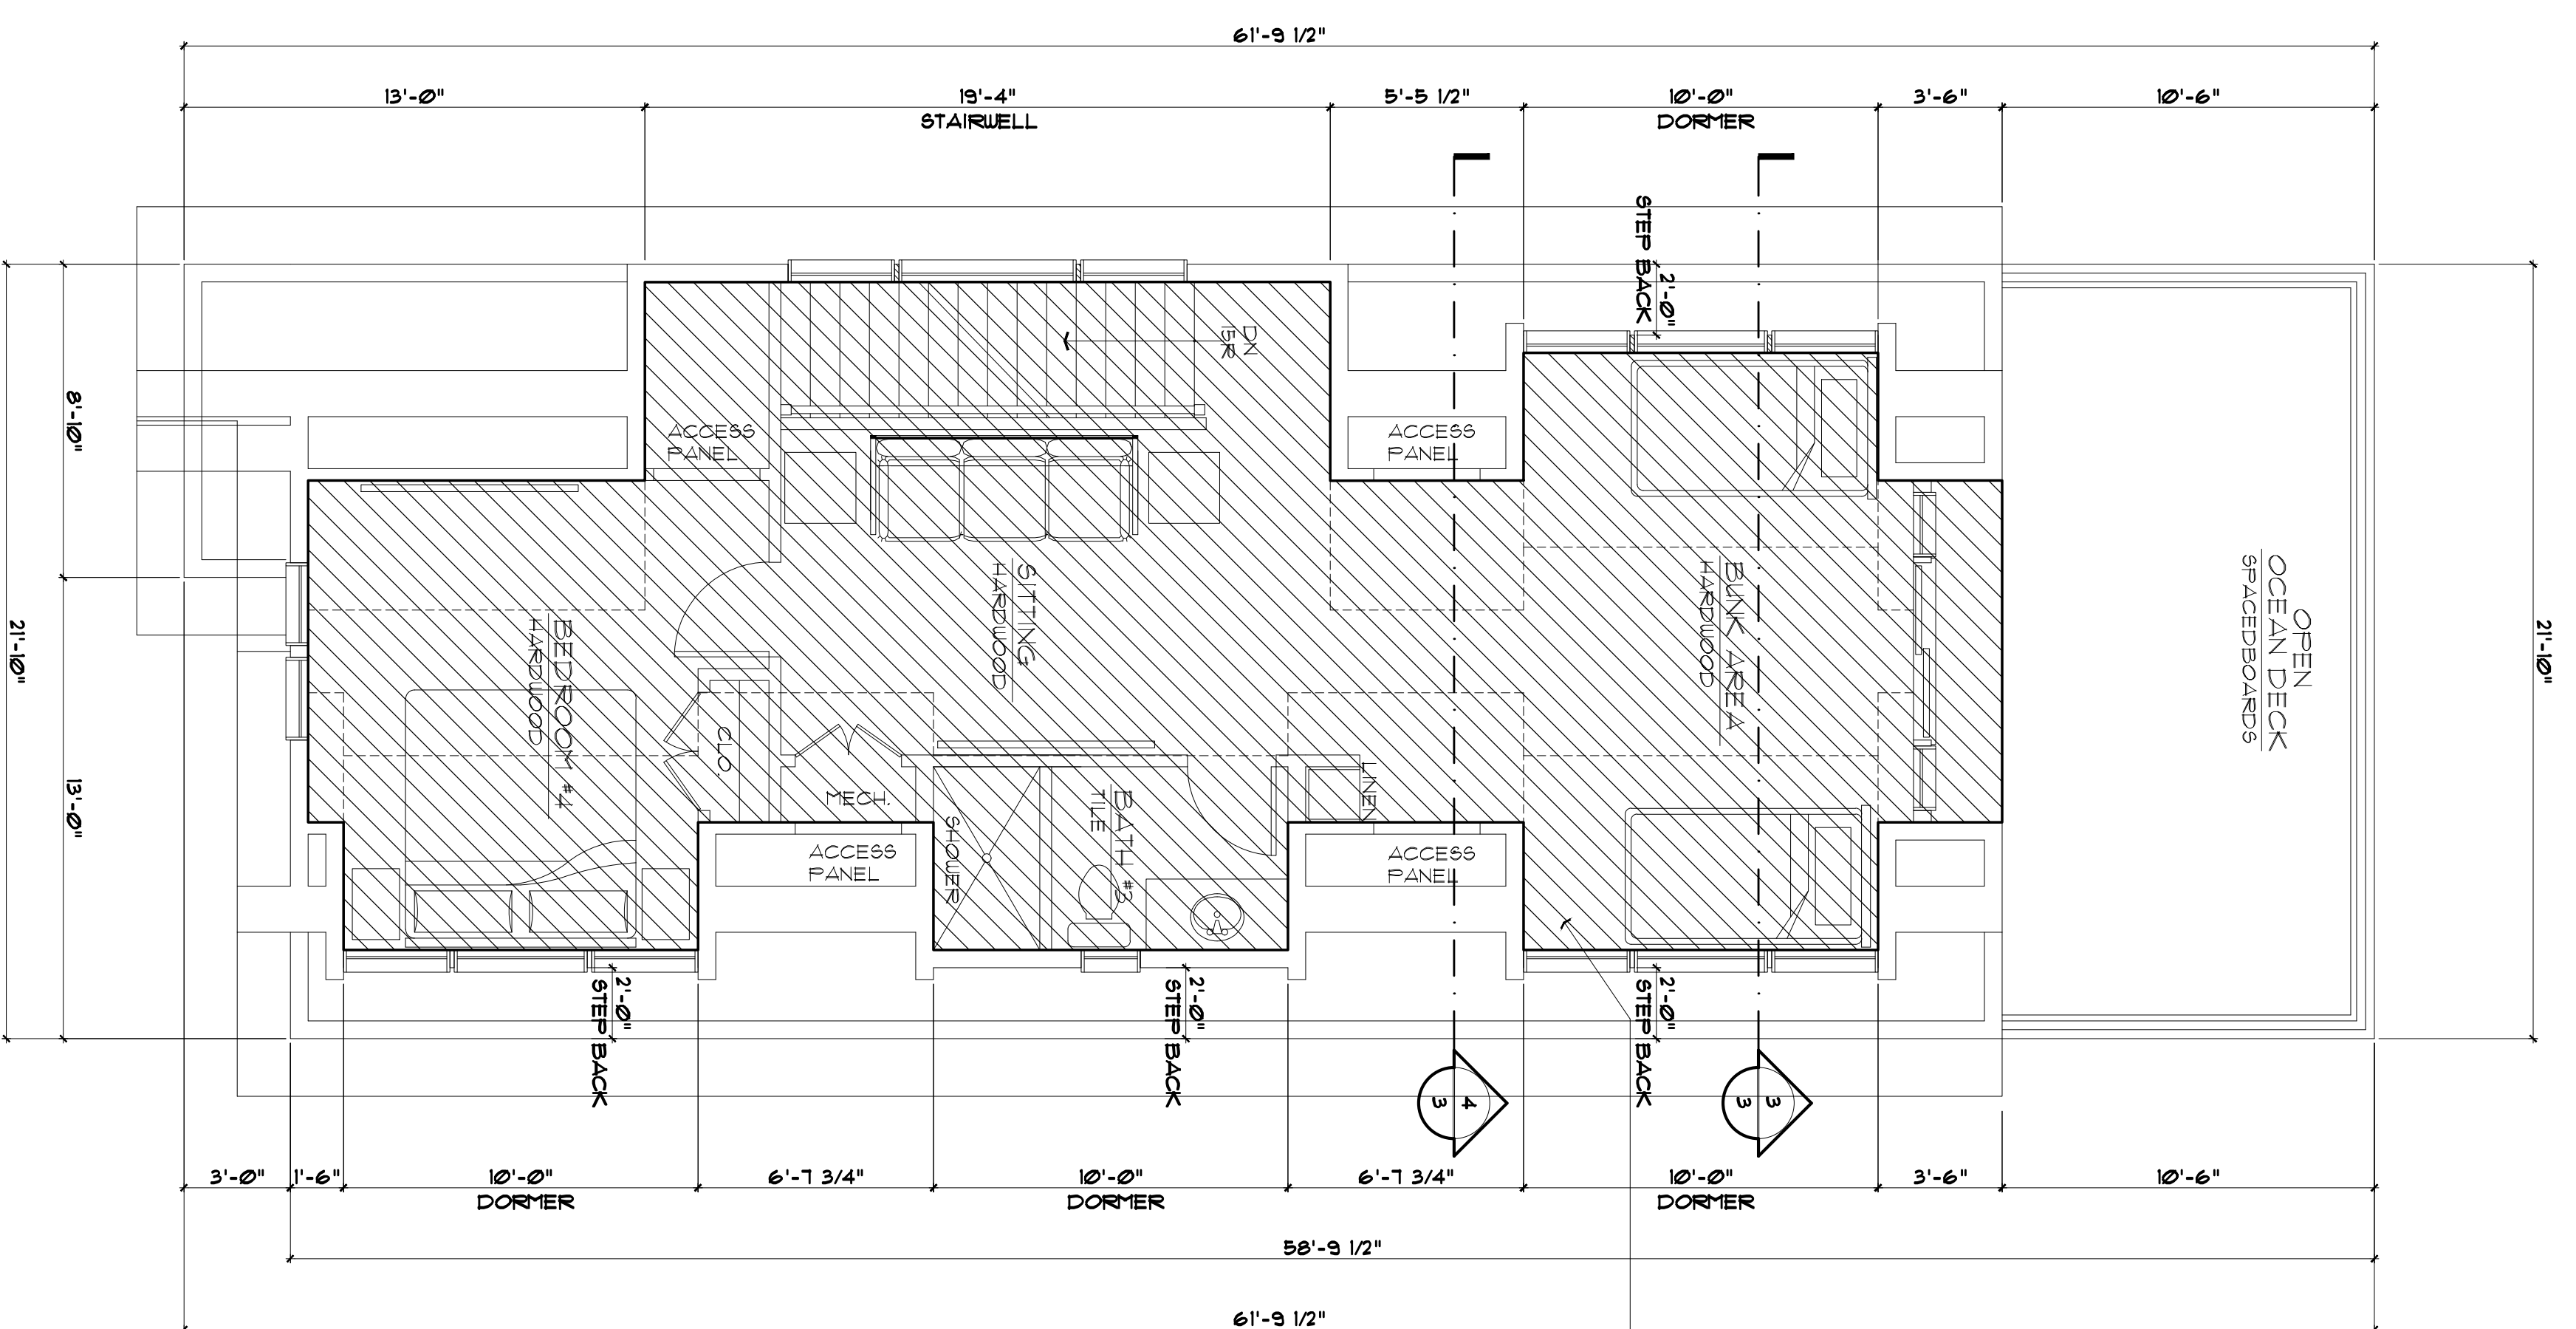 61'-9 1/2"
13'-0"
19'-4"
5'-5 1/2"
10'-0"
3'-6"
10'-6"
STAIRWELL
DORMER
STEP BACK
2'-0"
DN
15R
8'-10"
ACCESS
PANEL
ACCESS
PANEL
SITTING
HARDWOOD
BUNK AREA
HARDWOOD
OPEN
OCEAN DECK
SPACEDBOARDS
21'-10"
21'-10"
BEDROOM #4
HARDWOOD
CLO.
MECH.
LINEN
13'-0"
BATH #3
TILE
SHOWER
ACCESS
PANEL
ACCESS
PANEL
2'-0"
STEP BACK
2'-0"
STEP BACK
2'-0"
STEP BACK
4
3
3
3
3'-0"
1'-6"
10'-0"
6'-7 3/4"
10'-0"
6'-7 3/4"
10'-0"
3'-6"
10'-6"
DORMER
DORMER
DORMER
58'-9 1/2"
61'-9 1/2"